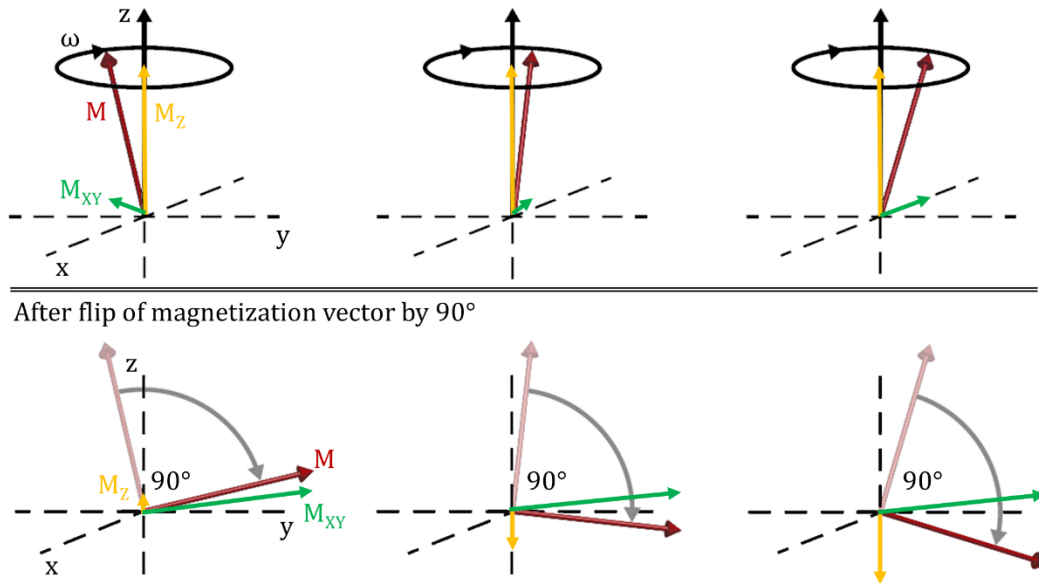 z
ω
M
M_Z
M_XY
y
x
After flip of magnetization vector by 90°
z
90°
M
M_Z
M_XY
y
x
90°
90°